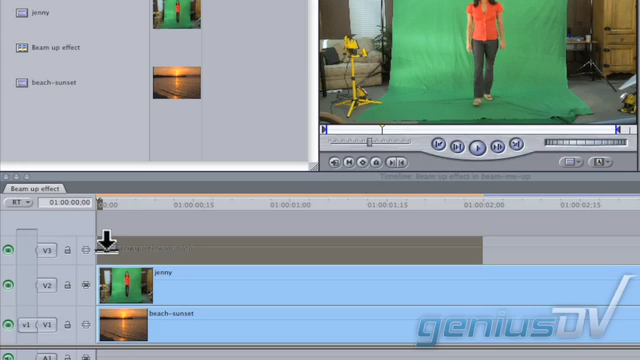 jenny
Beam up effect
beach-sunset
Timeline: Beam up effect in beam-me-up
Beam up effect
RT
01:00:00;00
00:00
01:00:00;15
01:00:01;00
01:00:01;15
01:00:02;00
01:00:02;15
V3
V2
jenny
v1
V1
beach-sunset
A1
geniusDV